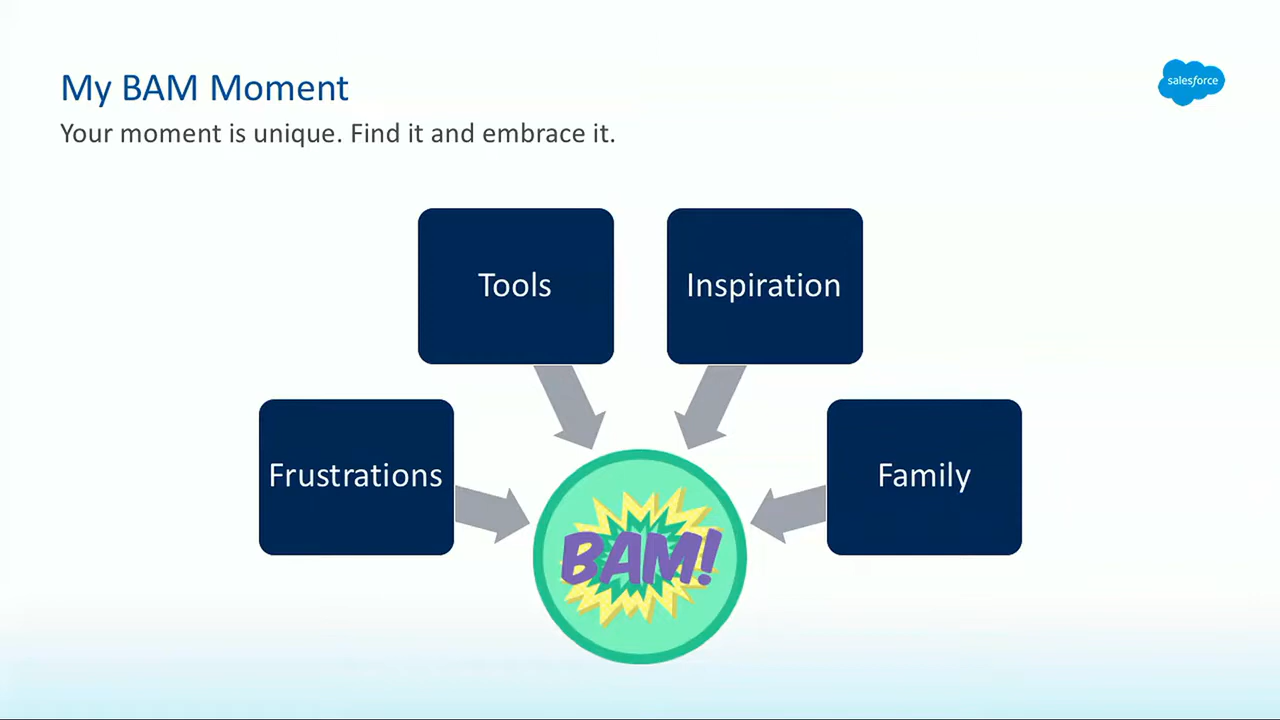 My BAM Moment
salesforce
Your moment is unique. Find it and embrace it.
Tools
Inspiration
Frustrations
Family
BAM!